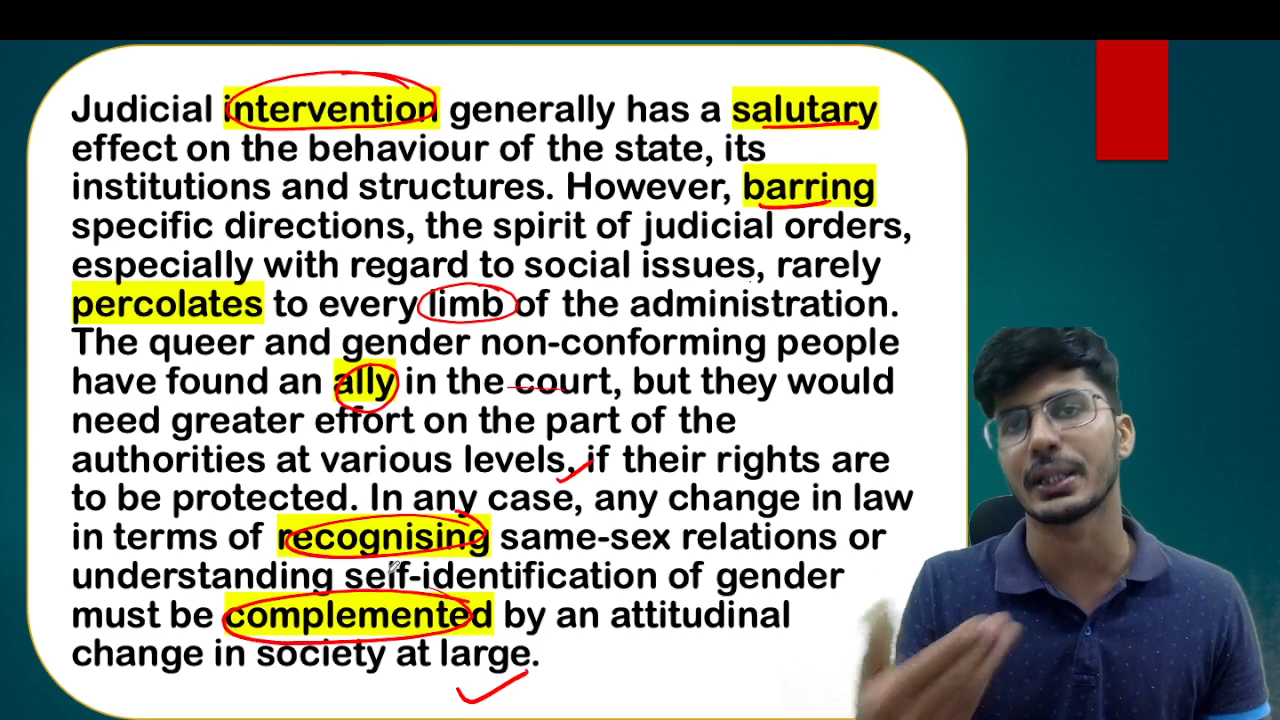 Judicial intervention generally has a salutary
effect on the behaviour of the state, its
institutions and structures. However, barring
specific directions, the spirit of judicial orders,
especially with regard to social issues, rarely
percolates to every limb of the administration.
The queer and gender non-conforming people
have found an ally in the court, but they would
need greater effort on the part of the
authorities at various levels, if their rights are
to be protected. In any case, any change in law
in terms of recognising same-sex relations or
understanding self-identification of gender
must be complemented by an attitudinal
change in society at large.